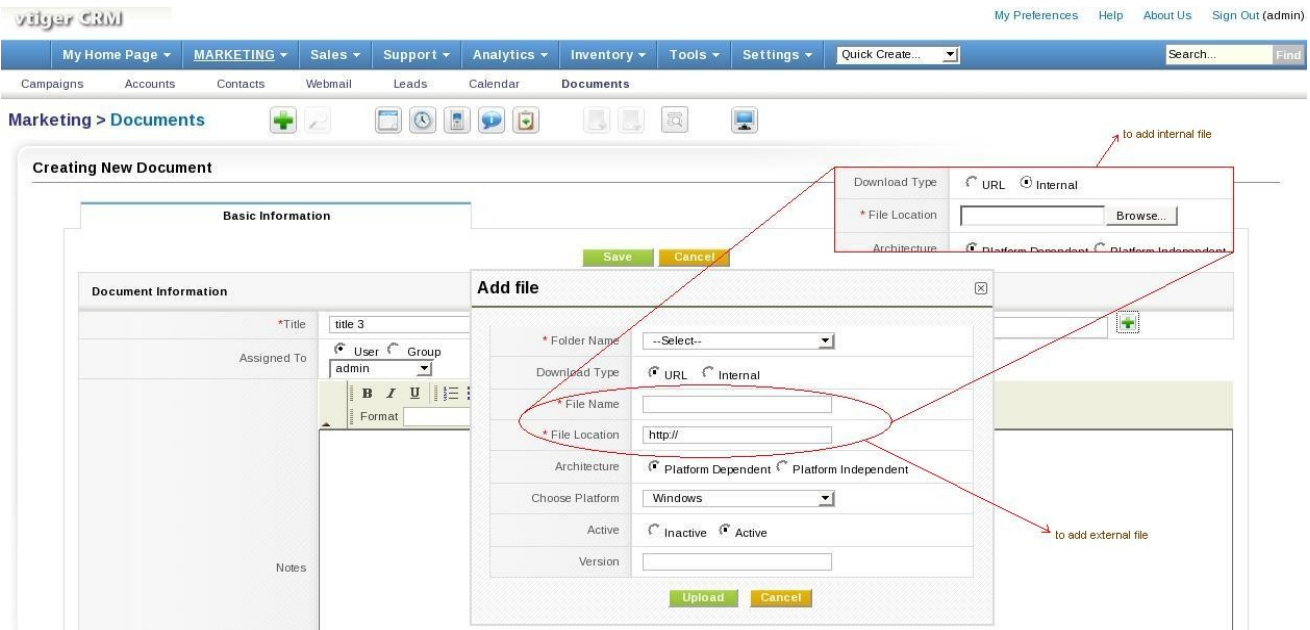 vtiger CRM
My Preferences Help About Us Sign Out (admin)
My Home Page MARKETING Sales Support Analytics Inventory Tools Settings Quick Create... Search... Find
Campaigns Accounts Contacts Webmail Leads Calendar Documents
Marketing > Documents
to add internal file
Creating New Document
Download Type URL Internal
* File Location Browse...
Architecture Platform Dependent Platform Independent
Basic Information
Save Cancel
Document Information
Add file
*Title title 3
Assigned To User Group
admin
B I U
Format
Notes
* Folder Name --Select--
Download Type URL Internal
* File Name
* File Location http://
Architecture Platform Dependent Platform Independent
Choose Platform Windows
Active Inactive Active
to add external file
Version
Upload Cancel